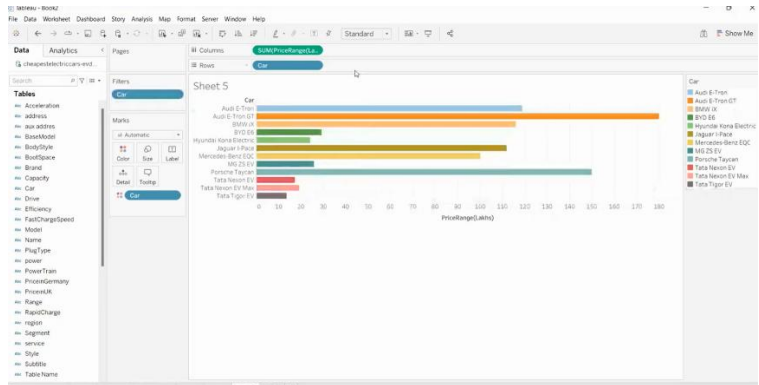 Tableau - Book2
File Data Worksheet Dashboard Story Analysis Map Format Server Window Help
Standard
Show Me
Data Analytics
Pages
Columns
SUM(PriceRange(La..
cheapestelectriccars-evd...
Rows
Car
Search
Filters
Car
Sheet 5
Tables
Acceleration
address
aux addres
BaseModel
BodyStyle
BootSpace
Brand
Capacity
Car
Drive
Efficiency
FastChargeSpeed
Model
Name
PlugType
power
PowerTrain
PriceinGermany
PriceinUK
Range
RapidCharge
region
Segment
service
Style
Subtitle
Table Name
Marks
Automatic
Color Size Label
Detail Tooltip
Car
Car
Audi E-Tron
Audi E-Tron GT
BMW iX
BYD E6
Hyundai Kona Electric
Jaguar I-Pace
Mercedes-Benz EQC
MG ZS EV
Porsche Taycan
Tata Nexon EV
Tata Nexon EV Max
Tata Tigor EV
0 10 20 30 40 50 60 70 80 90 100 110 120 130 140 150 160 170 180
PriceRange(Lakhs)
Car
Audi E-Tron
Audi E-Tron GT
BMW iX
BYD E6
Hyundai Kona Electric
Jaguar I-Pace
Mercedes-Benz EQC
MG ZS EV
Porsche Taycan
Tata Nexon EV
Tata Nexon EV Max
Tata Tigor EV